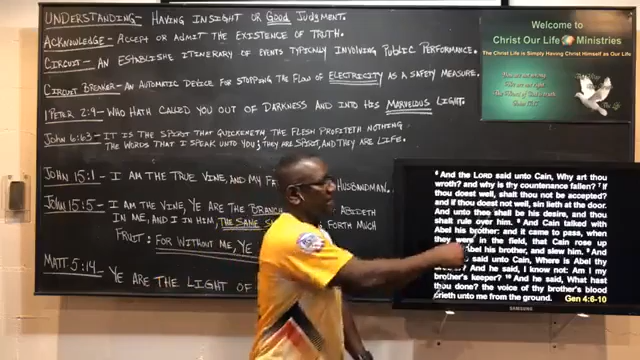 UNDERSTANDING- HAVING INSIGHT OR GOOD JUDGMENT.
ACKNOWLEDGE- ACCEPT OR ADMIT THE EXISTENCE OF TRUTH.
CIRCUIT- AN ESTABLISHE ITINERARY OF EVENTS TYPICALLY INVOLVING PUBLIC PERFORMANCE.
CIRCUIT BREAKER- AN AUTOMATIC DEVICE FOR STOPPING THE FLOW OF ELECTRICITY AS A SAFETY MEASURE.
1 PETER. 2:9- WHO HATH CALLED YOU OUT OF DARKNESS AND INTO HIS MARVELOUS LIGHT.
JOHN 6:63- IT IS THE SPIRIT THAT QUICKENETH THE FLESH PROFITETH NOTHING
THE WORDS THAT I SPEAK UNTO YOU, THEY ARE SPIRIT, AND THEY ARE LIFE.
JOHN 15:1- I AM THE TRUE VINE, AND MY HUSBANDMAN.
JOHN 15:5- I AM THE VINE, YE ARE THE BRANCH ABIDETH
IN ME, AND I IN HIM, THE SAME FORTH MUCH
FRUIT: FOR WITHOUT ME, YE
MATT. 5:14- YE ARE THE LIGHT OF
Welcome to
Christ Our Life Ministries
The Christ Life is Simply Having Christ Himself as Our Life
The Way
The Life
6 And the LORD said unto Cain, Why art thou
wroth? and why is thy countenance fallen? 7 If
thou doest well, shalt thou not be accepted?
and if thou doest not well, sin lieth at the door.
And unto thee shall be his desire, and thou
shalt rule over him. 8 And Cain talked with
Abel his brother: and it came to pass, when
they were in the field, that Cain rose up
Abel his brother, and slew him. 9 And
said unto Cain, Where is Abel thy
And he said, I know not: Am I my
brother's keeper? 10 And he said, What hast
thou done? the voice of thy brother's blood
crieth unto me from the ground. Gen 4:6-10
SAMSUNG